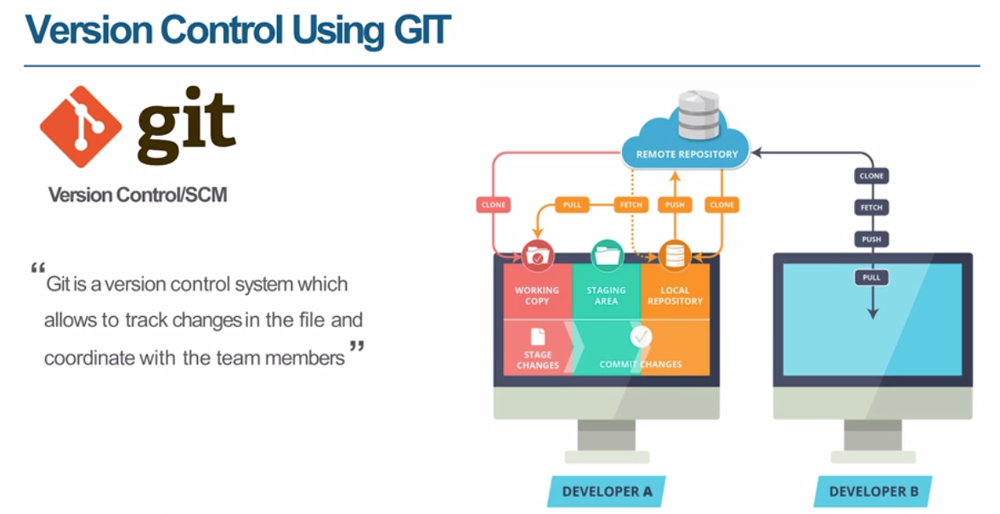 Version Control Using GIT
git
Version Control/SCM
“Git is a version control system which
allows to track changes in the file and
coordinate with the team members”
REMOTE REPOSITORY
CLONE
PULL
FETCH
PUSH
CLONE
WORKING
COPY
STAGING
AREA
LOCAL
REPOSITORY
STAGE
CHANGES
COMMIT CHANGES
DEVELOPER A
CLONE
FETCH
PUSH
PULL
DEVELOPER B